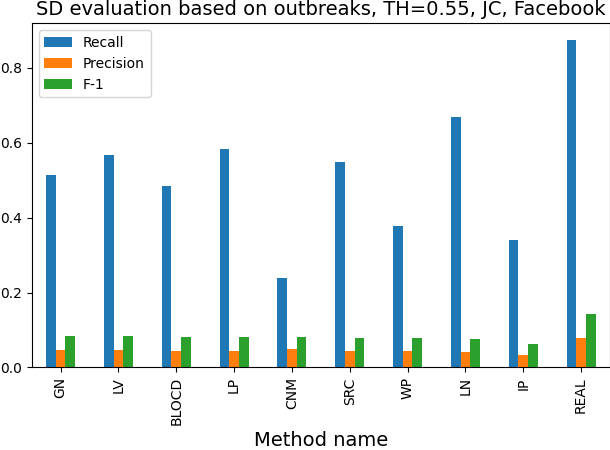 SD evaluation based on outbreaks, TH=0.55, JC, Facebook
Recall
Precision
F-1
0.8
0.6
0.4
0.2
0.0
GN
LV
BLOCD
LP
CNM
SRC
WP
LN
IP
REAL
Method name